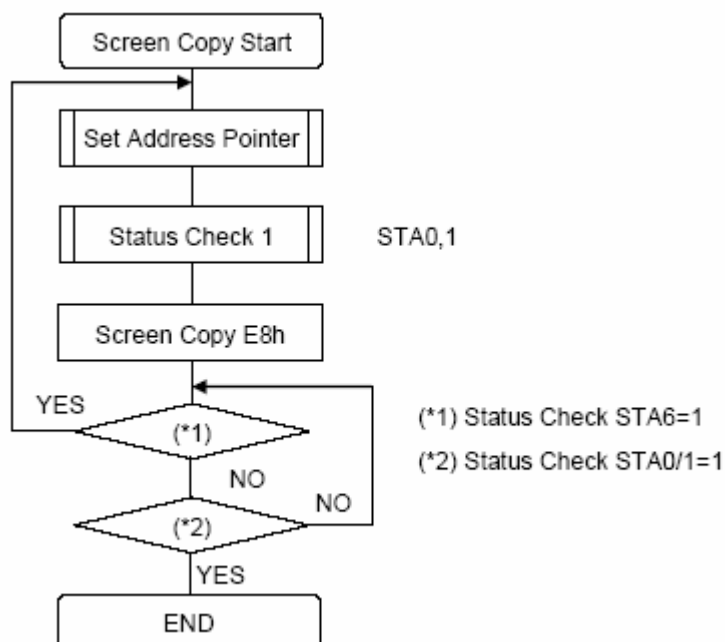 Screen Copy Start
Set Address Pointer
Status Check 1
STA0,1
Screen Copy E8h
YES
(*1)
(*1) Status Check STA6=1
NO
(*2) Status Check STA0/1=1
NO
(*2)
YES
END